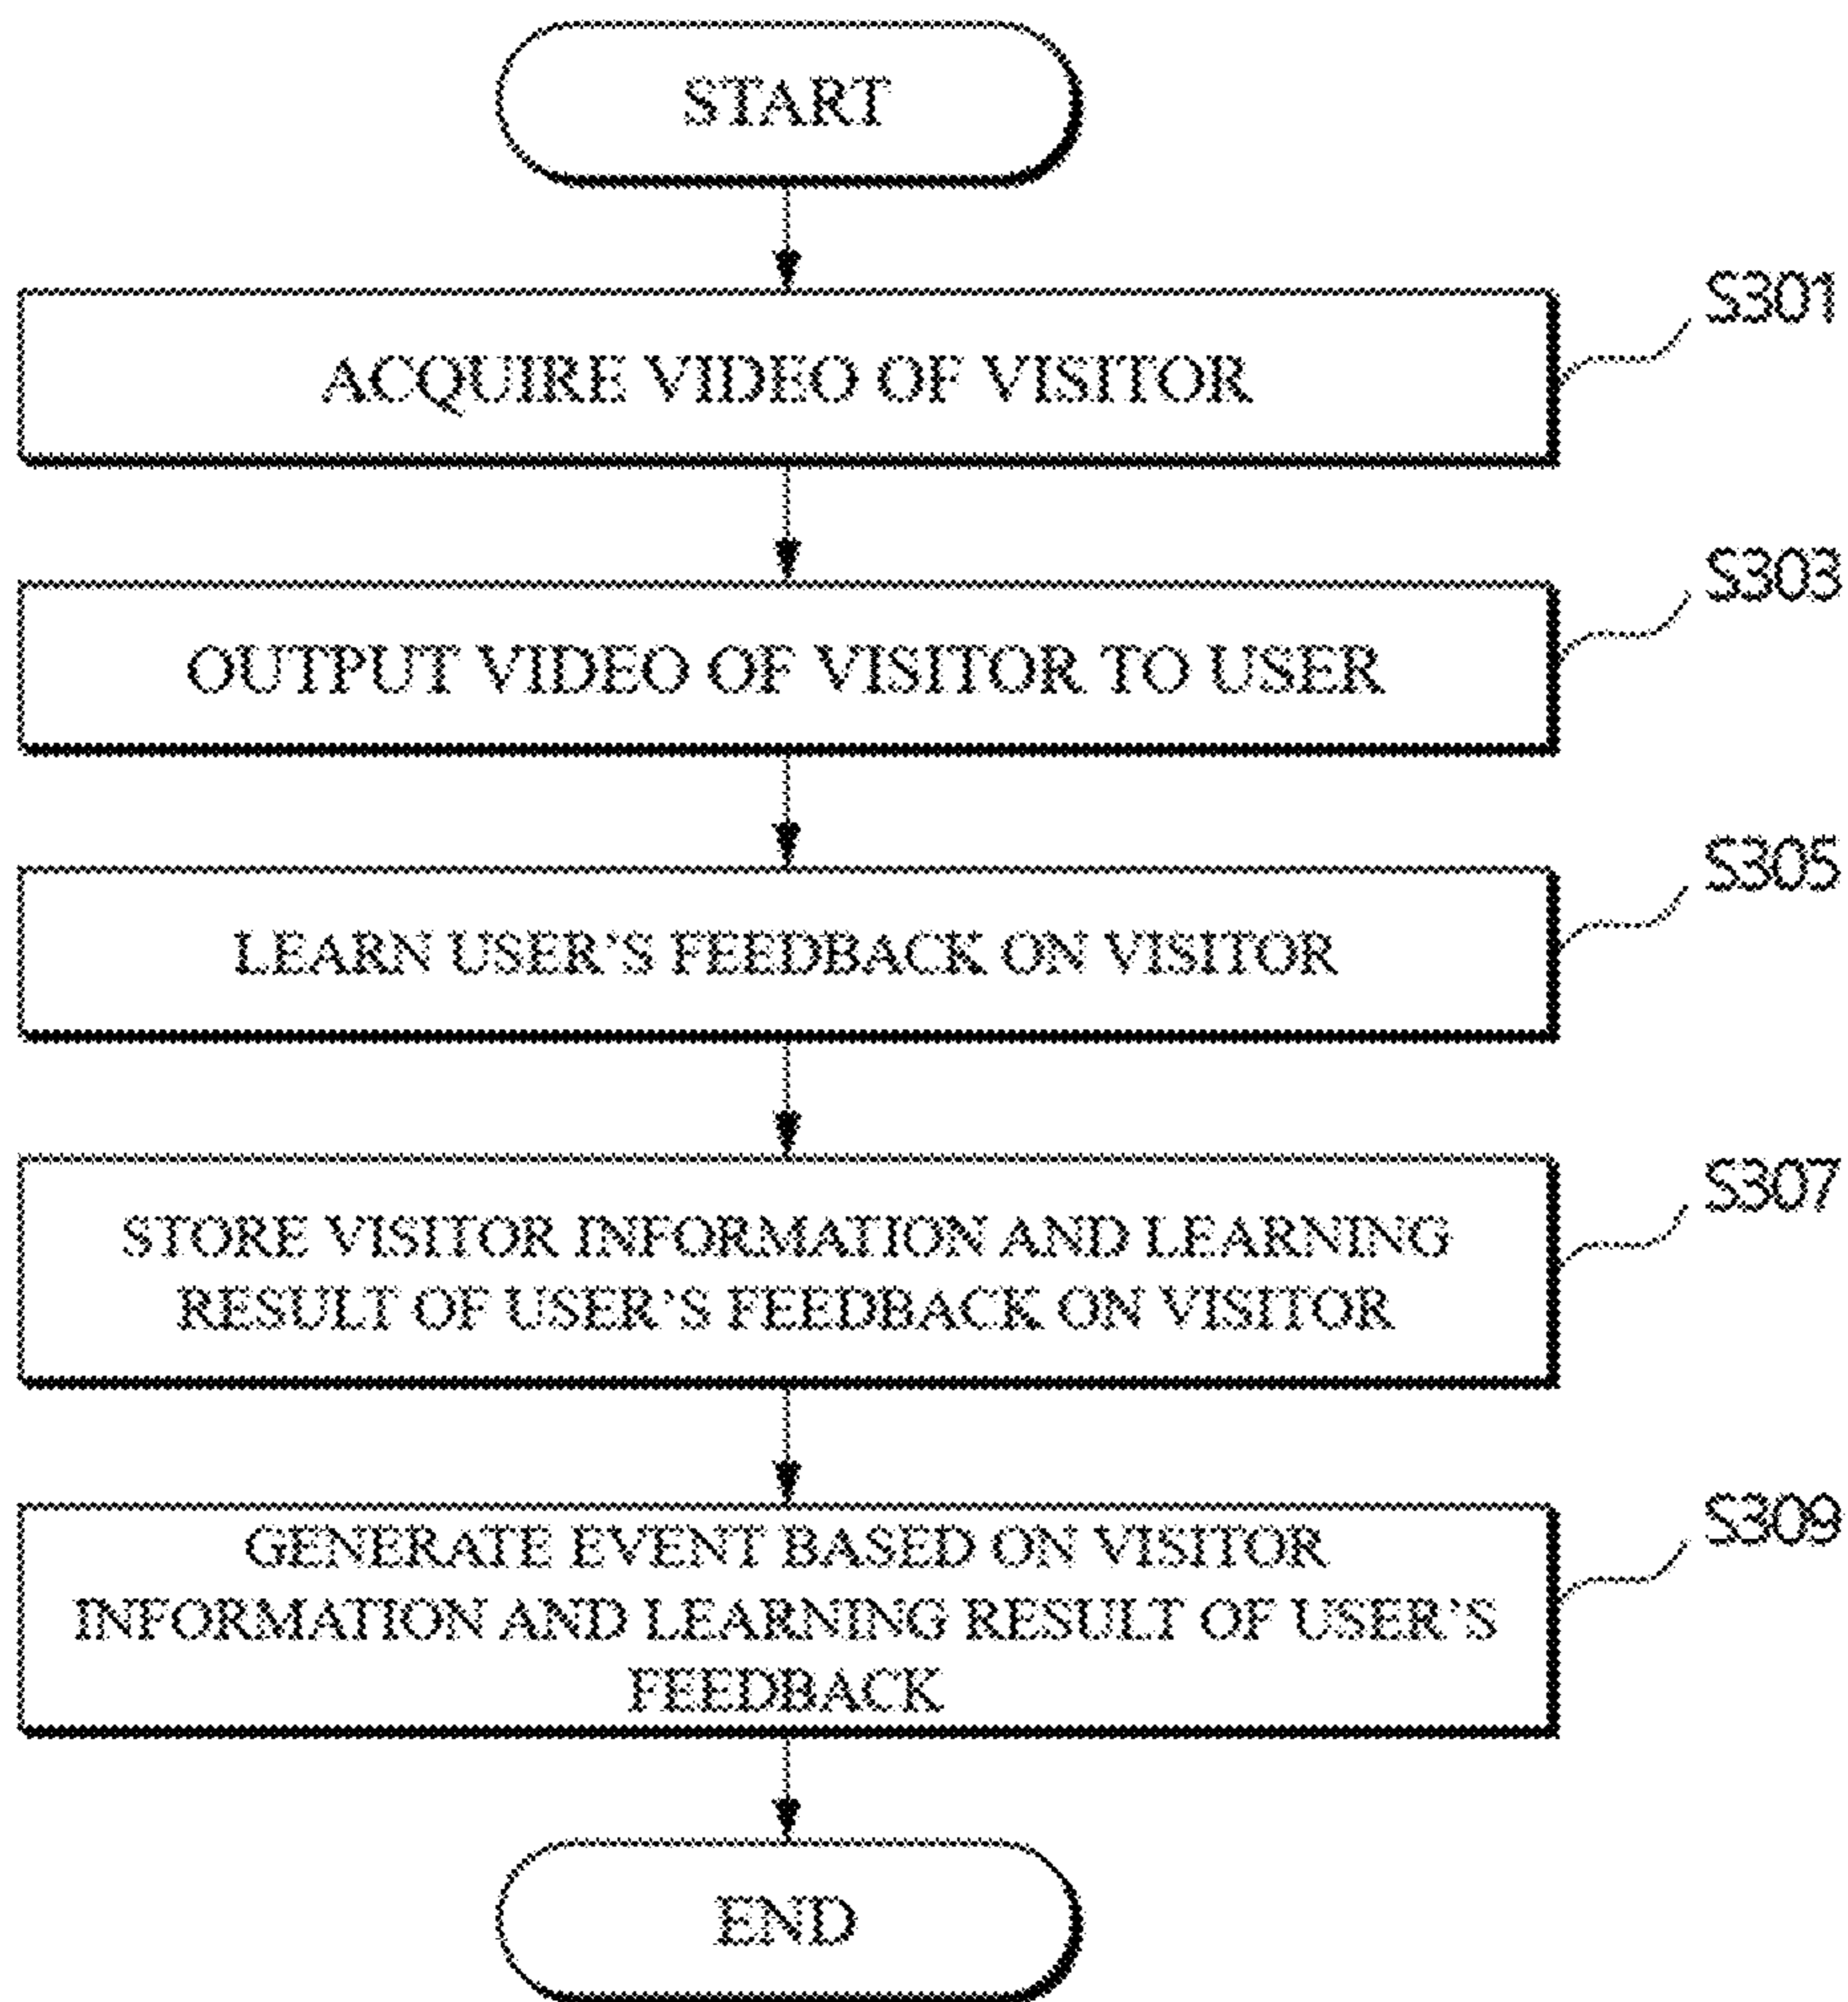 START
S301
ACQUIRE VIDEO OF VISITOR
S303
OUTPUT VIDEO OF VISITOR TO USER
S305
LEARN USER'S FEEDBACK ON VISITOR
S307
STORE VISITOR INFORMATION AND LEARNING
RESULT OF USER'S FEEDBACK ON VISITOR
S309
GENERATE EVENT BASED ON VISITOR
INFORMATION AND LEARNING RESULT OF USER'S
FEEDBACK
END